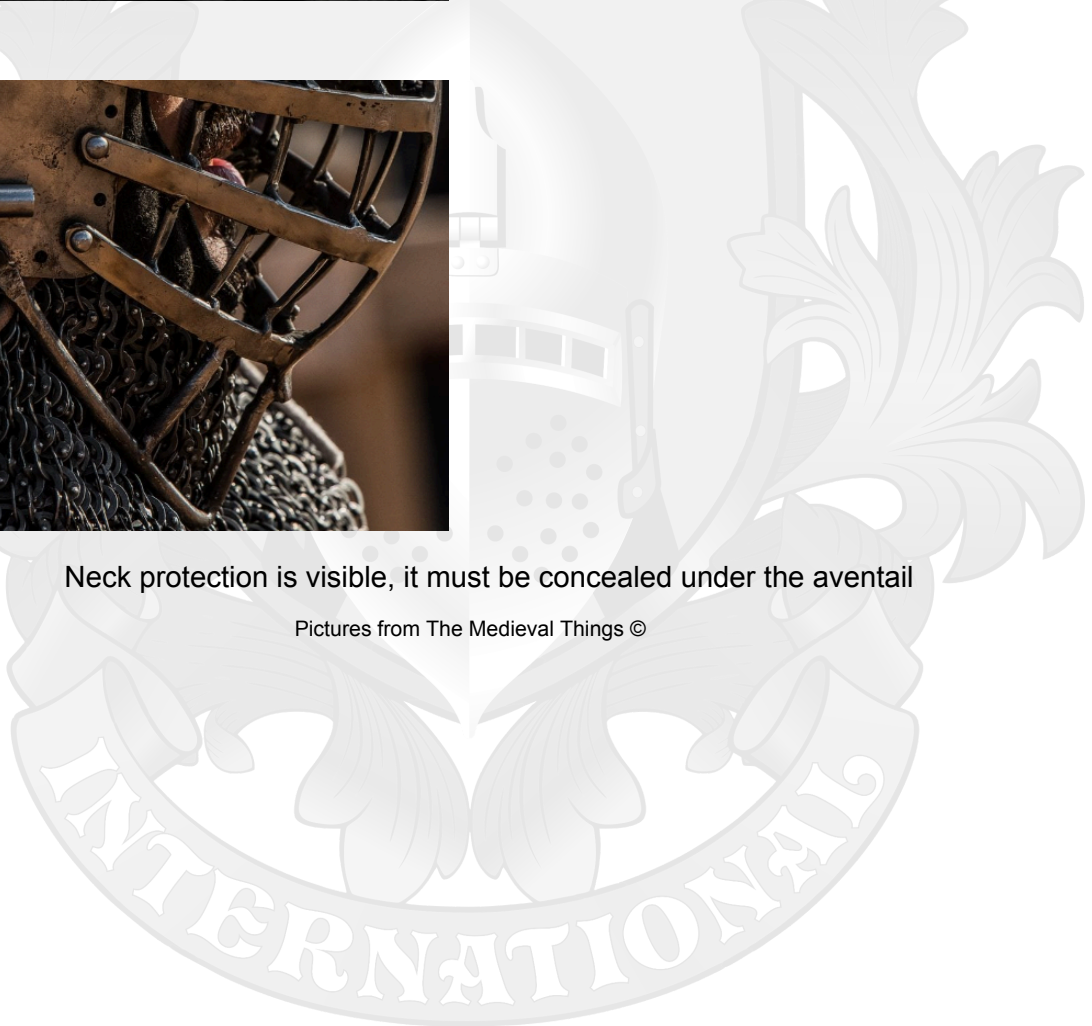 Neck protection is visible, it must be concealed under the aventail
Pictures from The Medieval Things ©
INTERNATIONAL